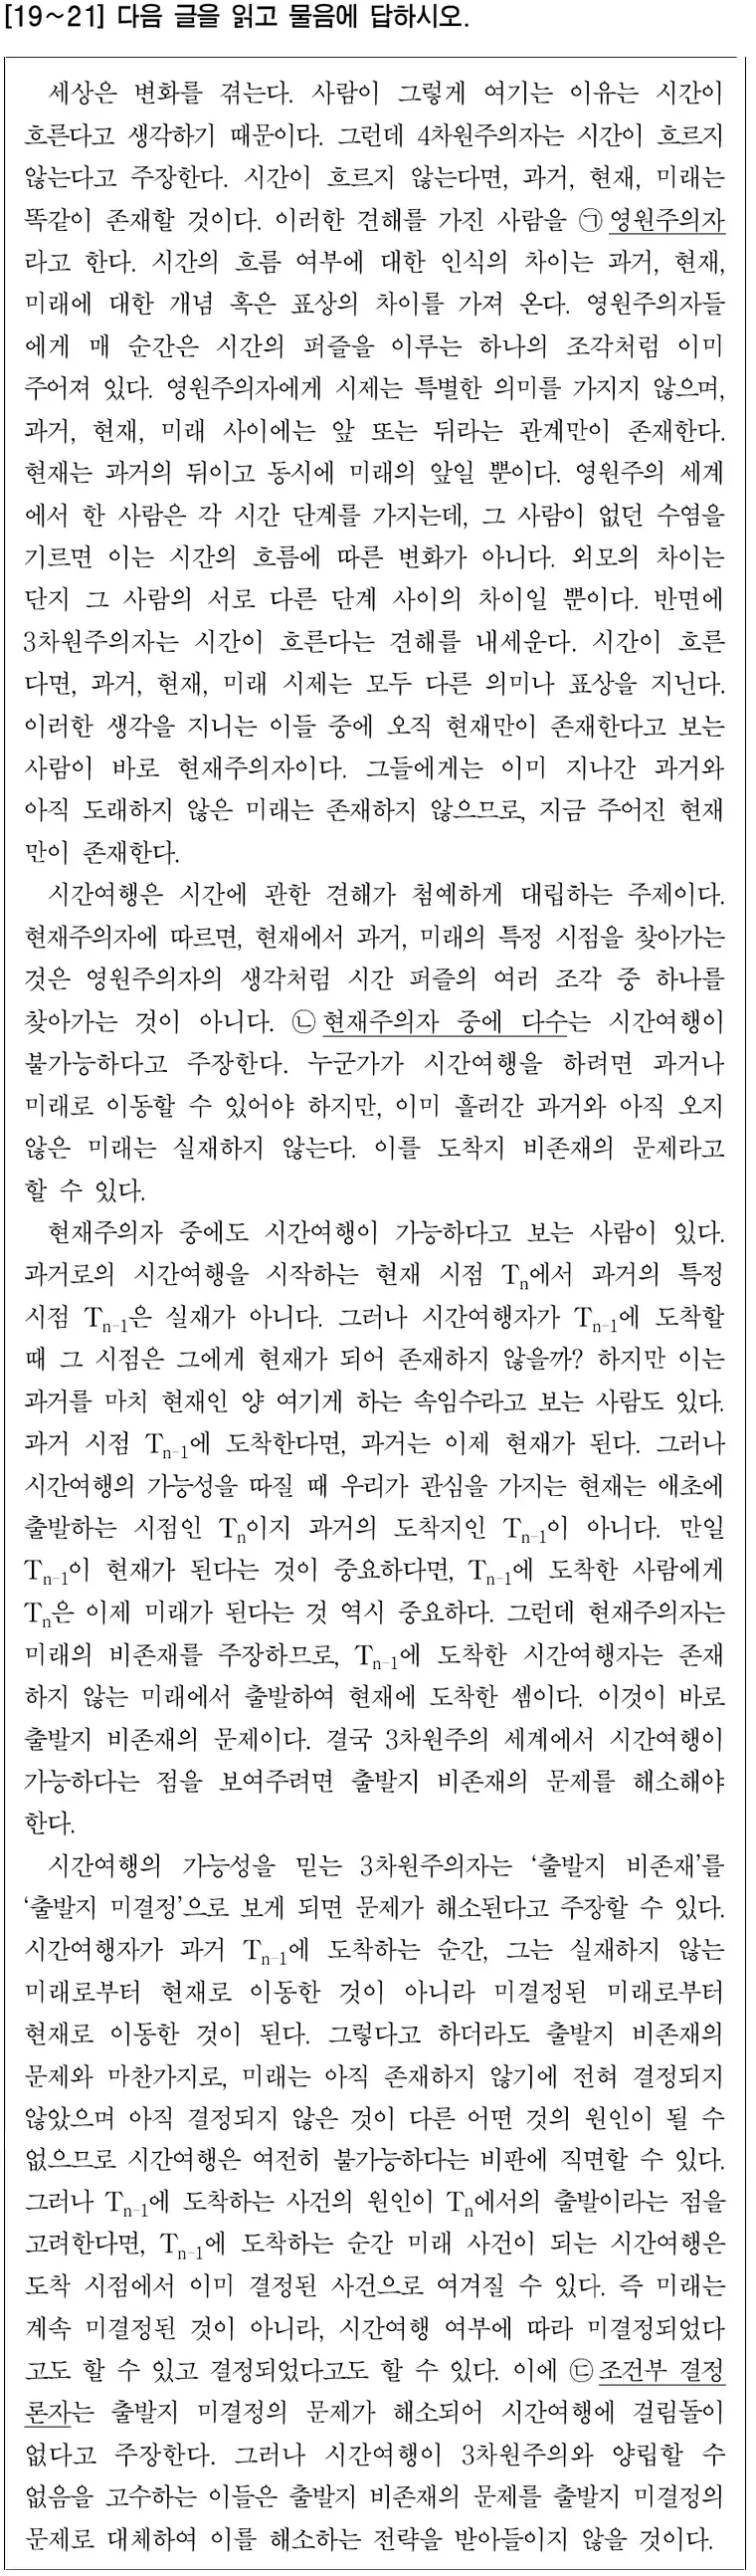 [19~21] 다음 글을 읽고 물음에 답하시오.
세상은 변화를 겪는다. 사람이 그렇게 여기는 이유는 시간이
흐른다고 생각하기 때문이다. 그런데 4차원주의자는 시간이 흐르지
않는다고 주장한다. 시간이 흐르지 않는다면, 과거, 현재, 미래는
똑같이 존재할 것이다. 이러한 견해를 가진 사람을 ㉠영원주의자
라고 한다. 시간의 흐름 여부에 대한 인식의 차이는 과거, 현재,
미래에 대한 개념 혹은 표상의 차이를 가져 온다. 영원주의자들
에게 매 순간은 시간의 퍼즐을 이루는 하나의 조각처럼 이미
주어져 있다. 영원주의자에게 시제는 특별한 의미를 가지지 않으며,
과거, 현재, 미래 사이에는 앞 또는 뒤라는 관계만이 존재한다.
현재는 과거의 뒤이고 동시에 미래의 앞일 뿐이다. 영원주의 세계
에서 한 사람은 각 시간 단계를 가지는데, 그 사람이 없던 수염을
기르면 이는 시간의 흐름에 따른 변화가 아니다. 외모의 차이는
단지 그 사람의 서로 다른 단계 사이의 차이일 뿐이다. 반면에
3차원주의자는 시간이 흐른다는 견해를 내세운다. 시간이 흐른
다면, 과거, 현재, 미래 시제는 모두 다른 의미나 표상을 지닌다.
이러한 생각을 지니는 이들 중에 오직 현재만이 존재한다고 보는
사람이 바로 현재주의자이다. 그들에게는 이미 지나간 과거와
아직 도래하지 않은 미래는 존재하지 않으므로, 지금 주어진 현재
만이 존재한다.
시간여행은 시간에 관한 견해가 첨예하게 대립하는 주제이다.
현재주의자에 따르면, 현재에서 과거, 미래의 특정 시점을 찾아가는
것은 영원주의자의 생각처럼 시간 퍼즐의 여러 조각 중 하나를
찾아가는 것이 아니다. ㉡현재주의자 중에 다수는 시간여행이
불가능하다고 주장한다. 누군가가 시간여행을 하려면 과거나
미래로 이동할 수 있어야 하지만, 이미 흘러간 과거와 아직 오지
않은 미래는 실재하지 않는다. 이를 도착지 비존재의 문제라고
할 수 있다.
현재주의자 중에도 시간여행이 가능하다고 보는 사람이 있다.
과거로의 시간여행을 시작하는 현재 시점 Tn에서 과거의 특정
시점 Tn-1은 실재가 아니다. 그러나 시간여행자가 Tn-1에 도착할
때 그 시점은 그에게 현재가 되어 존재하지 않을까? 하지만 이는
과거를 마치 현재인 양 여기게 하는 속임수라고 보는 사람도 있다.
과거 시점 Tn-1에 도착한다면, 과거는 이제 현재가 된다. 그러나
시간여행의 가능성을 따질 때 우리가 관심을 가지는 현재는 애초에
출발하는 시점인 Tn이지 과거의 도착지인 Tn-1이 아니다. 만일
Tn-1이 현재가 된다는 것이 중요하다면, Tn-1에 도착한 사람에게
Tn은 이제 미래가 된다는 것 역시 중요하다. 그런데 현재주의자는
미래의 비존재를 주장하므로, Tn-1에 도착한 시간여행자는 존재
하지 않는 미래에서 출발하여 현재에 도착한 셈이다. 이것이 바로
출발지 비존재의 문제이다. 결국 3차원주의 세계에서 시간여행이
가능하다는 점을 보여주려면 출발지 비존재의 문제를 해소해야
한다.
시간여행의 가능성을 믿는 3차원주의자는 '출발지 비존재'를
'출발지 미결정'으로 보게 되면 문제가 해소된다고 주장할 수 있다.
시간여행자가 과거 Tn-1에 도착하는 순간, 그는 실재하지 않는
미래로부터 현재로 이동한 것이 아니라 미결정된 미래로부터
현재로 이동한 것이 된다. 그렇다고 하더라도 출발지 비존재의
문제와 마찬가지로, 미래는 아직 존재하지 않기에 전혀 결정되지
않았으며 아직 결정되지 않은 것이 다른 어떤 것의 원인이 될 수
없으므로 시간여행은 여전히 불가능하다는 비판에 직면할 수 있다.
그러나 Tn-1에 도착하는 사건의 원인이 Tn에서의 출발이라는 점을
고려한다면, Tn-1에 도착하는 순간 미래 사건이 되는 시간여행은
도착 시점에서 이미 결정된 사건으로 여겨질 수 있다. 즉 미래는
계속 미결정된 것이 아니라, 시간여행 여부에 따라 미결정되었다
고도 할 수 있고 결정되었다고도 할 수 있다. 이에 ㉢조건부 결정
론자는 출발지 미결정의 문제가 해소되어 시간여행에 걸림돌이
없다고 주장한다. 그러나 시간여행이 3차원주의와 양립할 수
없음을 고수하는 이들은 출발지 비존재의 문제를 출발지 미결정의
문제로 대체하여 이를 해소하는 전략을 받아들이지 않을 것이다.